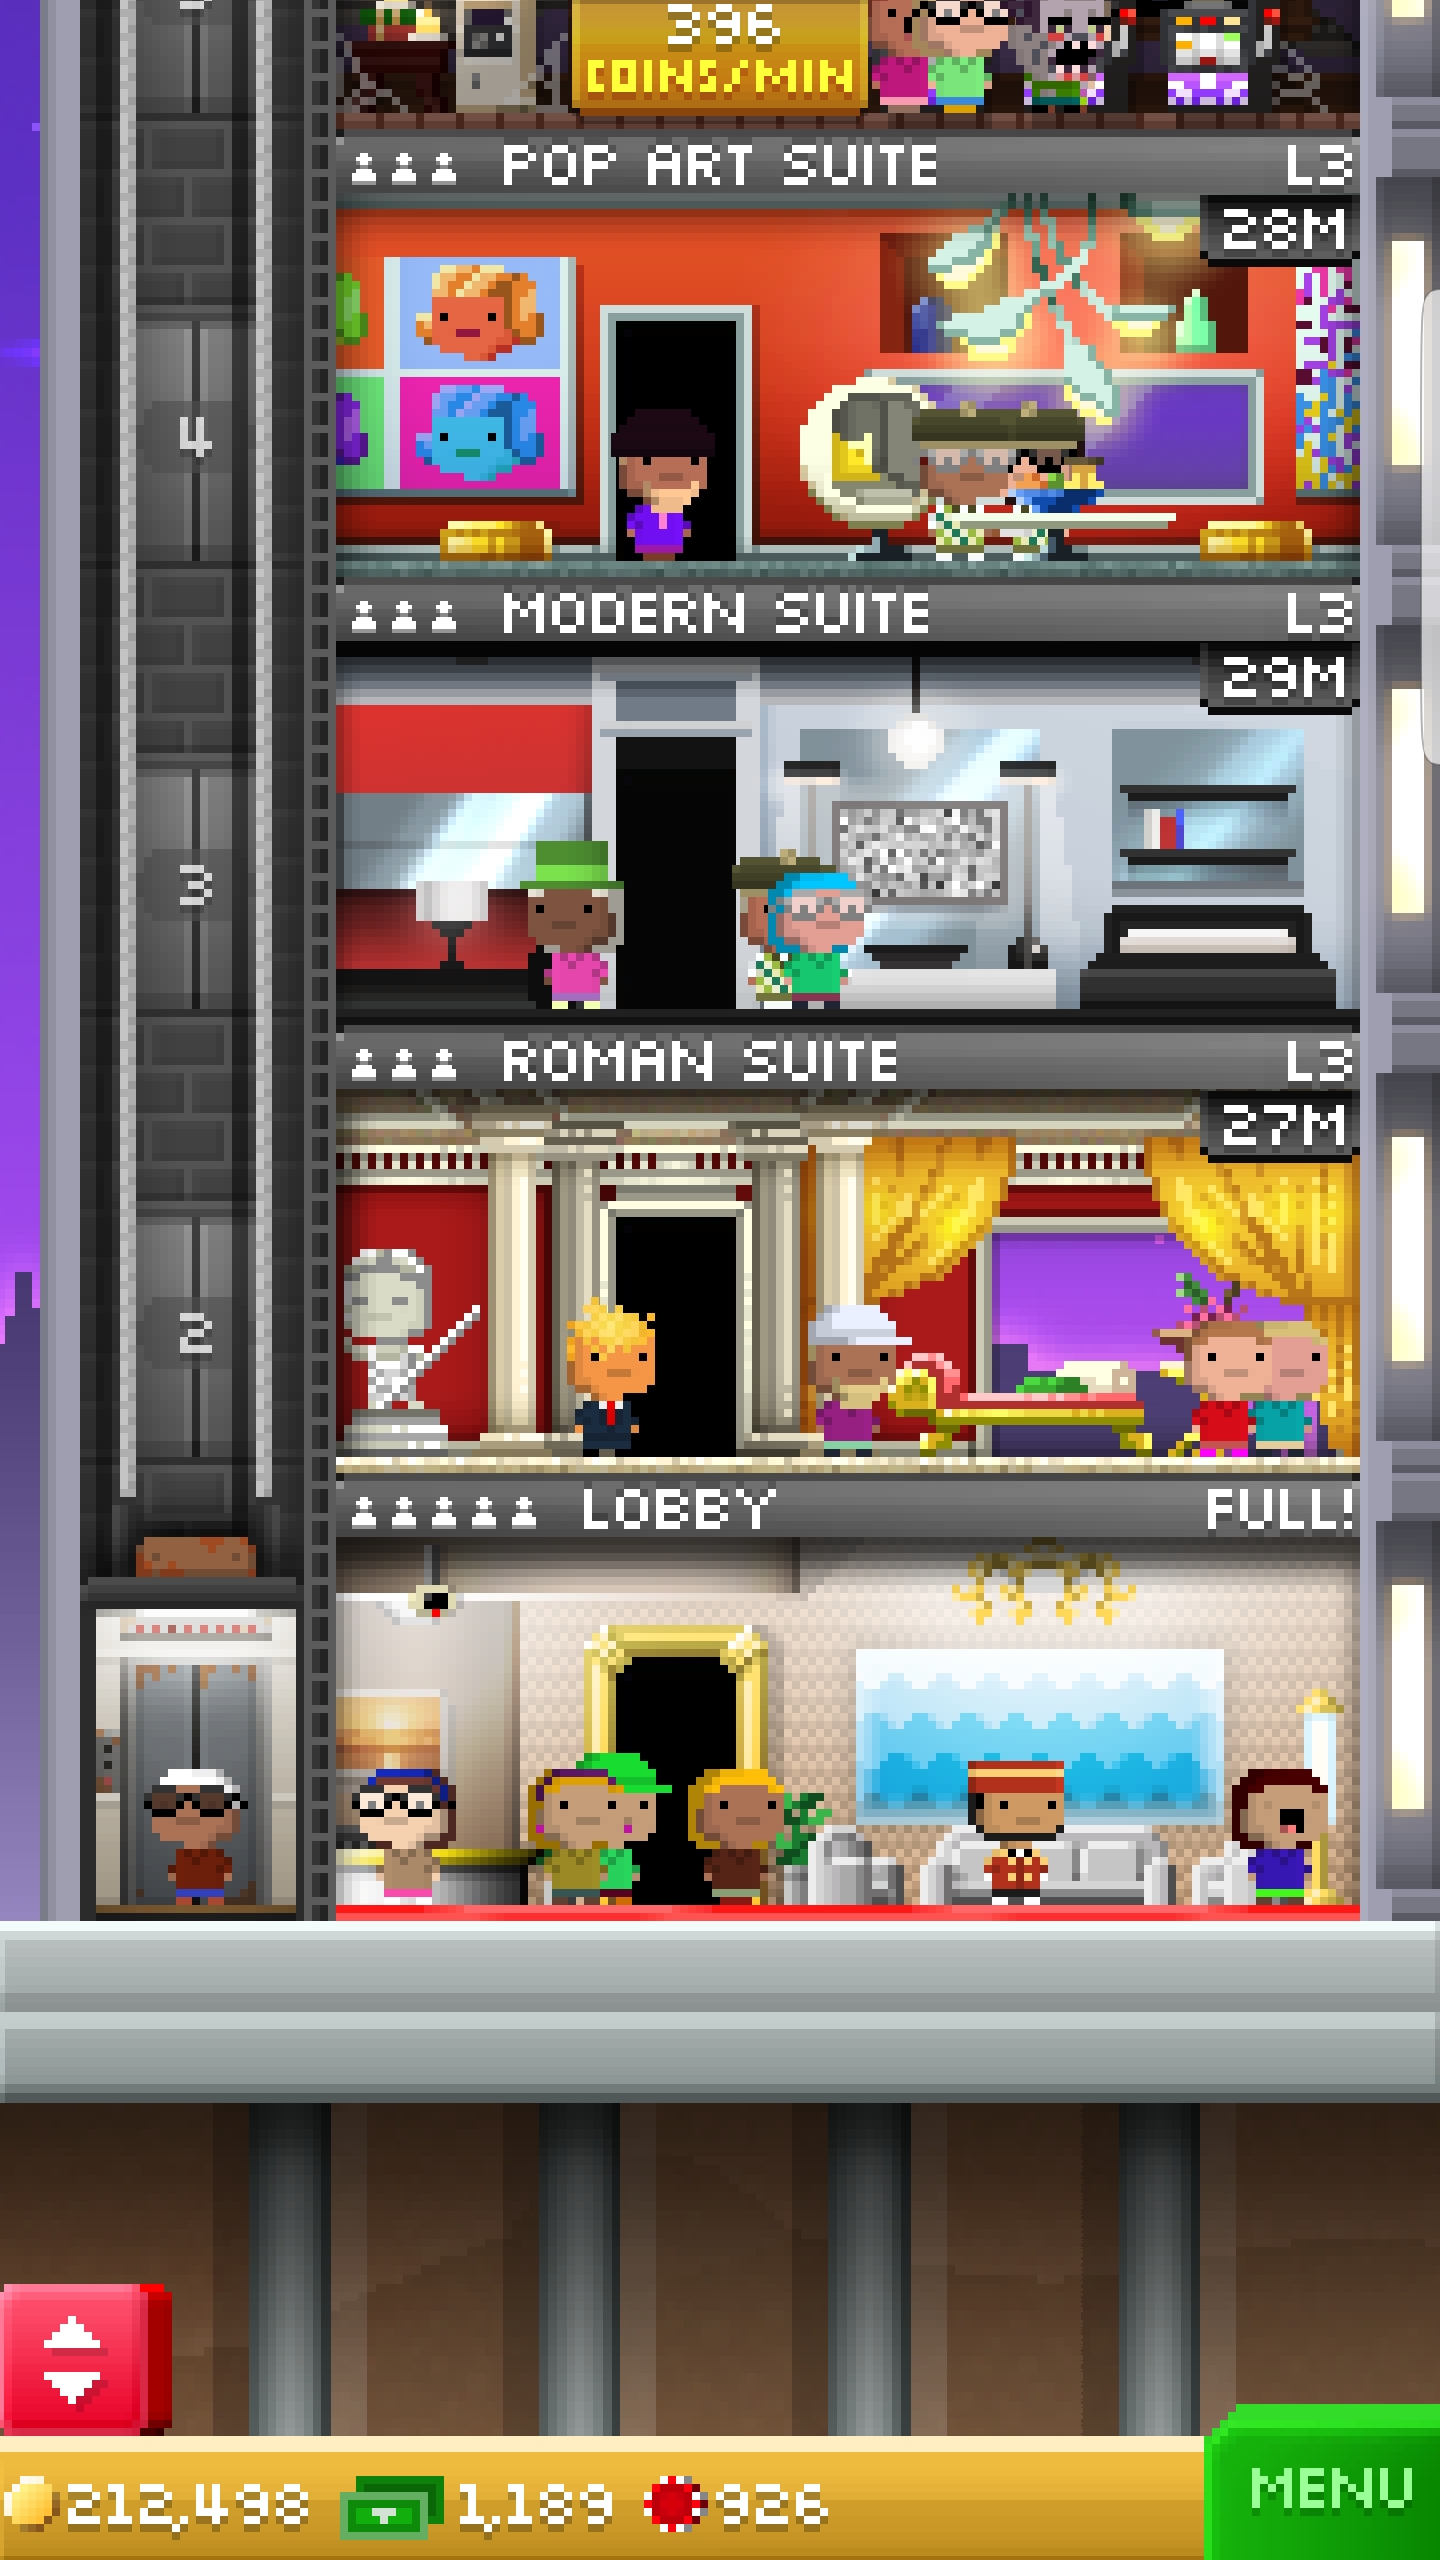 396
COINS/MIN
POP ART SUITE L3
28M
4
MODERN SUITE L3
29M
3
ROMAN SUITE L3
27M
2
LOBBY FULL!
212,498 1,189 926
MENU